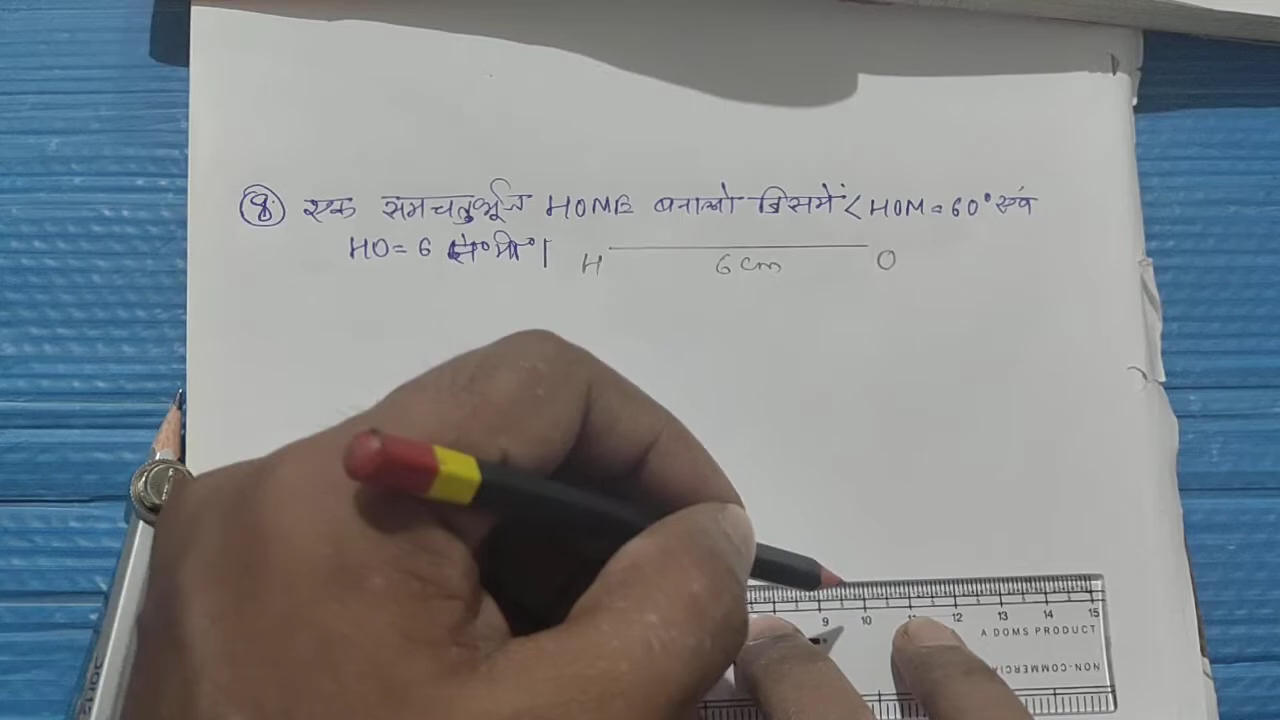 8 एक समचतुर्भुज HOME बनाओ जिसमें < HOM = 60° एवं
HO = 6 से॰मी॰।
H 6 cm O
9 10 11 12 13 14 15
A DOMS PRODUCT
NON-COMMERCIAL